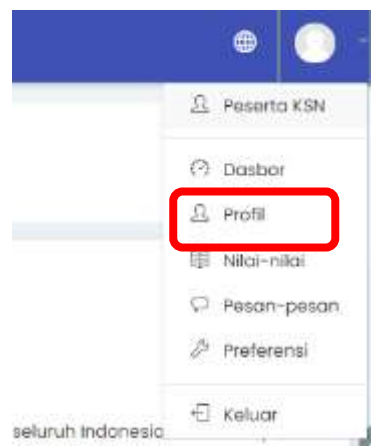 Peserta KSN
Dasbor
Profil
Nilai-nilai
Pesan-pesan
Preferensi
Keluar
seluruh Indonesia